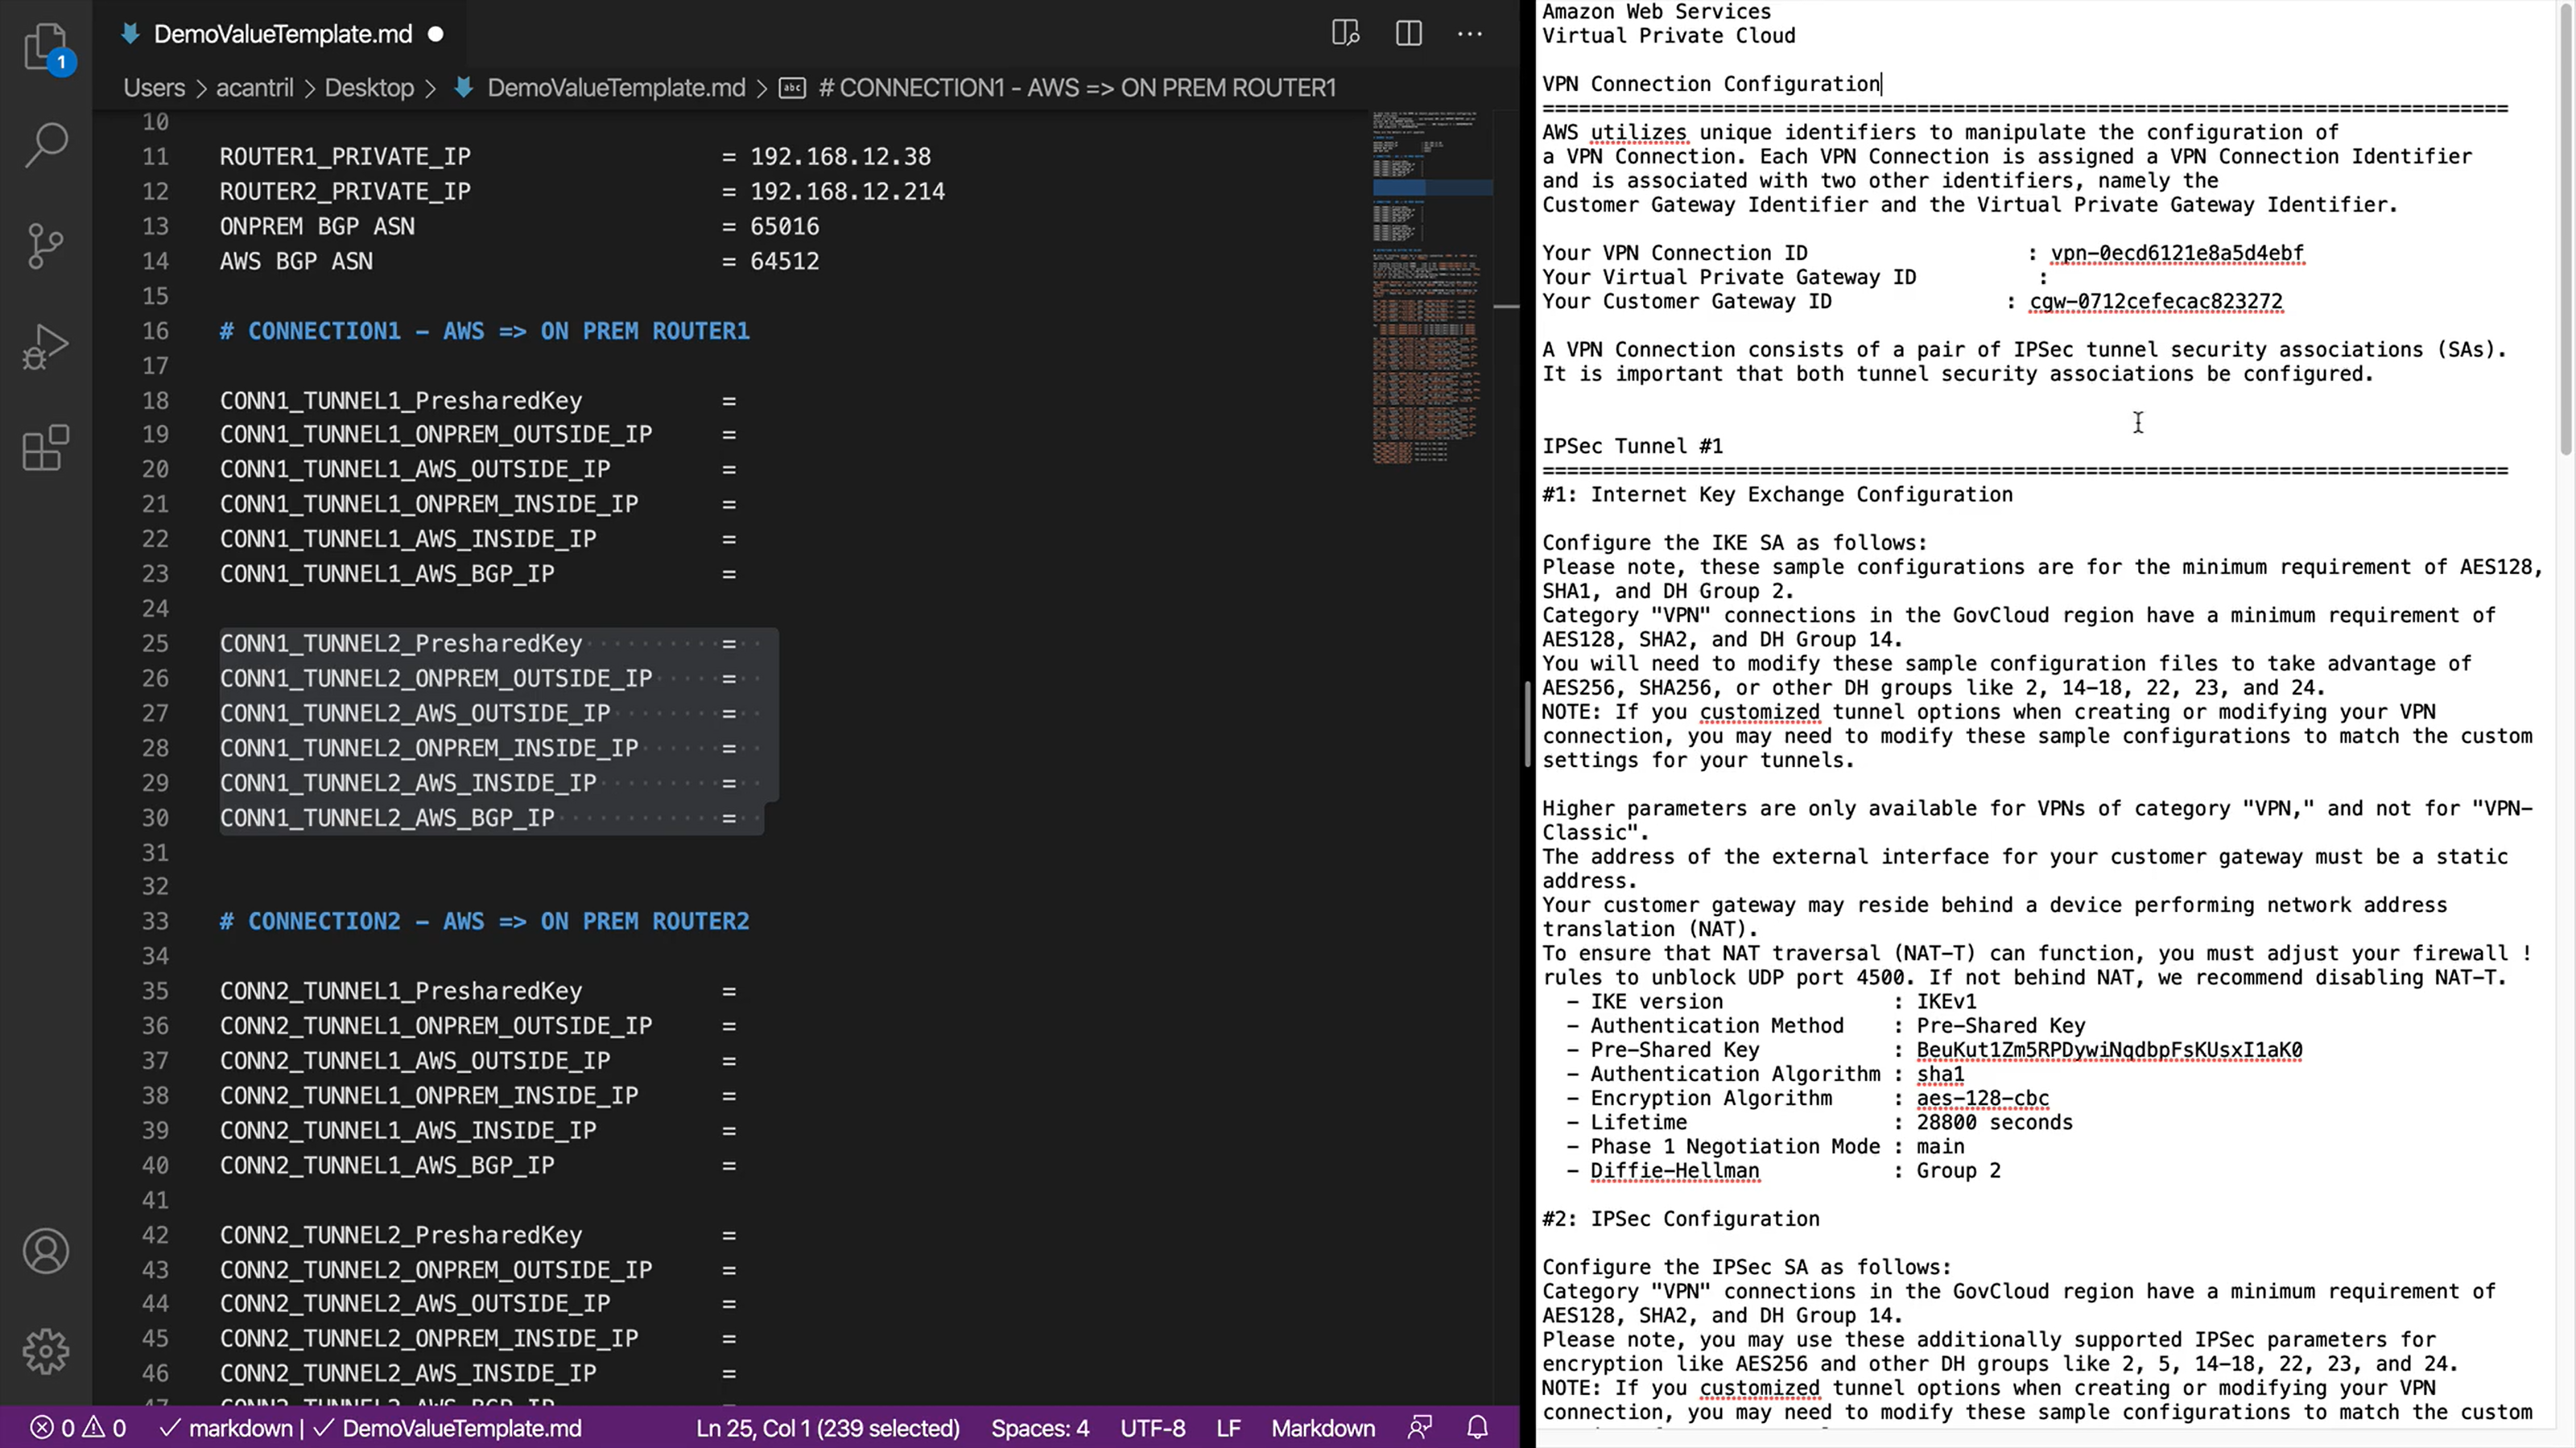 1
DemoValueTemplate.md
Users > acantril > Desktop > DemoValueTemplate.md > abc # CONNECTION1 - AWS => ON PREM ROUTER1
10
11 ROUTER1_PRIVATE_IP = 192.168.12.38
12 ROUTER2_PRIVATE_IP = 192.168.12.214
13 ONPREM BGP ASN = 65016
14 AWS BGP ASN = 64512
15
16 # CONNECTION1 - AWS => ON PREM ROUTER1
17
18 CONN1_TUNNEL1_PresharedKey =
19 CONN1_TUNNEL1_ONPREM_OUTSIDE_IP =
20 CONN1_TUNNEL1_AWS_OUTSIDE_IP =
21 CONN1_TUNNEL1_ONPREM_INSIDE_IP =
22 CONN1_TUNNEL1_AWS_INSIDE_IP =
23 CONN1_TUNNEL1_AWS_BGP_IP =
24
25 CONN1_TUNNEL2_PresharedKey =
26 CONN1_TUNNEL2_ONPREM_OUTSIDE_IP =
27 CONN1_TUNNEL2_AWS_OUTSIDE_IP =
28 CONN1_TUNNEL2_ONPREM_INSIDE_IP =
29 CONN1_TUNNEL2_AWS_INSIDE_IP =
30 CONN1_TUNNEL2_AWS_BGP_IP =
31
32
33 # CONNECTION2 - AWS => ON PREM ROUTER2
34
35 CONN2_TUNNEL1_PresharedKey =
36 CONN2_TUNNEL1_ONPREM_OUTSIDE_IP =
37 CONN2_TUNNEL1_AWS_OUTSIDE_IP =
38 CONN2_TUNNEL1_ONPREM_INSIDE_IP =
39 CONN2_TUNNEL1_AWS_INSIDE_IP =
40 CONN2_TUNNEL1_AWS_BGP_IP =
41
42 CONN2_TUNNEL2_PresharedKey =
43 CONN2_TUNNEL2_ONPREM_OUTSIDE_IP =
44 CONN2_TUNNEL2_AWS_OUTSIDE_IP =
45 CONN2_TUNNEL2_ONPREM_INSIDE_IP =
46 CONN2_TUNNEL2_AWS_INSIDE_IP =
47 CONN2_TUNNEL2_AWS_BGP_IP =
0 0 markdown | DemoValueTemplate.md Ln 25, Col 1 (239 selected) Spaces: 4 UTF-8 LF Markdown
Amazon Web Services
Virtual Private Cloud
VPN Connection Configuration
================================================================================
AWS utilizes unique identifiers to manipulate the configuration of
a VPN Connection. Each VPN Connection is assigned a VPN Connection Identifier
and is associated with two other identifiers, namely the
Customer Gateway Identifier and the Virtual Private Gateway Identifier.
Your VPN Connection ID : vpn-0ecd6121e8a5d4ebf
Your Virtual Private Gateway ID :
Your Customer Gateway ID : cgw-0712cefecac823272
A VPN Connection consists of a pair of IPSec tunnel security associations (SAs).
It is important that both tunnel security associations be configured.
IPSec Tunnel #1
================================================================================
#1: Internet Key Exchange Configuration
Configure the IKE SA as follows:
Please note, these sample configurations are for the minimum requirement of AES128,
SHA1, and DH Group 2.
Category "VPN" connections in the GovCloud region have a minimum requirement of
AES128, SHA2, and DH Group 14.
You will need to modify these sample configuration files to take advantage of
AES256, SHA256, or other DH groups like 2, 14-18, 22, 23, and 24.
NOTE: If you customized tunnel options when creating or modifying your VPN
connection, you may need to modify these sample configurations to match the custom
settings for your tunnels.
Higher parameters are only available for VPNs of category "VPN," and not for "VPN-
Classic".
The address of the external interface for your customer gateway must be a static
address.
Your customer gateway may reside behind a device performing network address
translation (NAT).
To ensure that NAT traversal (NAT-T) can function, you must adjust your firewall !
rules to unblock UDP port 4500. If not behind NAT, we recommend disabling NAT-T.
- IKE version : IKEv1
- Authentication Method : Pre-Shared Key
- Pre-Shared Key : BeuKut1Zm5RPDywiNqdbpFsKUsxI1aK0
- Authentication Algorithm : sha1
- Encryption Algorithm : aes-128-cbc
- Lifetime : 28800 seconds
- Phase 1 Negotiation Mode : main
- Diffie-Hellman : Group 2
#2: IPSec Configuration
Configure the IPSec SA as follows:
Category "VPN" connections in the GovCloud region have a minimum requirement of
AES128, SHA2, and DH Group 14.
Please note, you may use these additionally supported IPSec parameters for
encryption like AES256 and other DH groups like 2, 5, 14-18, 22, 23, and 24.
NOTE: If you customized tunnel options when creating or modifying your VPN
connection, you may need to modify these sample configurations to match the custom